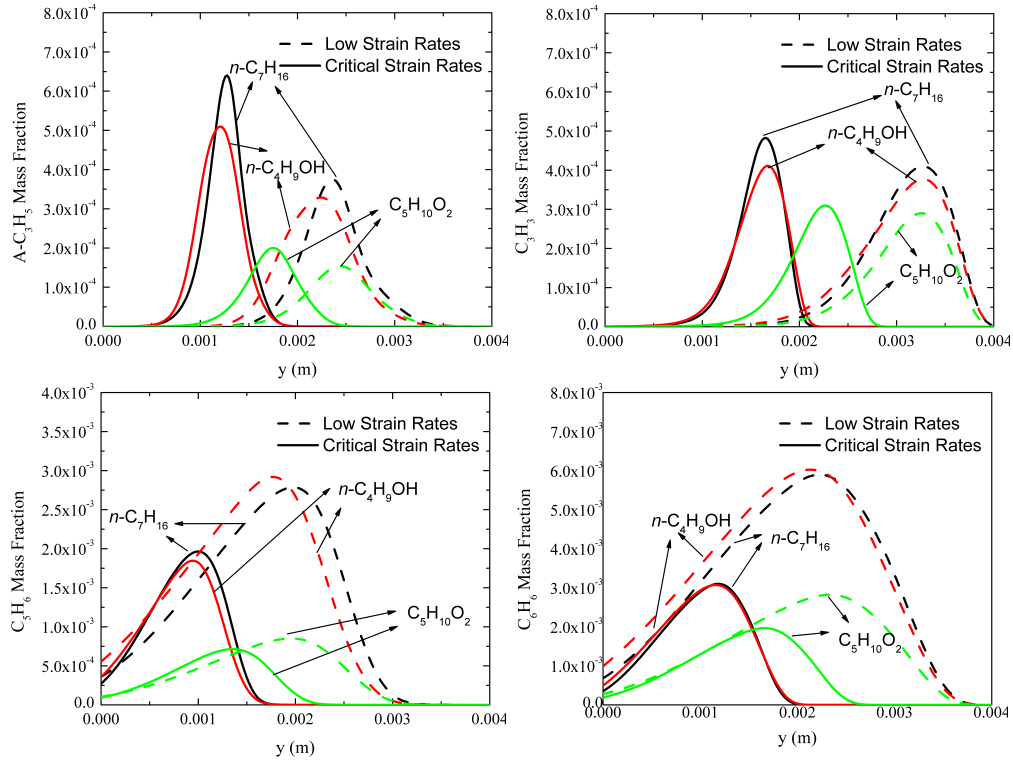 8.0x10⁻⁴
7.0x10⁻⁴
6.0x10⁻⁴
5.0x10⁻⁴
4.0x10⁻⁴
3.0x10⁻⁴
2.0x10⁻⁴
1.0x10⁻⁴
0.0
A-C₃H₅ Mass Fraction
Low Strain Rates
Critical Strain Rates
n-C₇H₁₆
n-C₄H₉OH
C₅H₁₀O₂
0.000 0.001 0.002 0.003 0.004
y (m)
8.0x10⁻⁴
7.0x10⁻⁴
6.0x10⁻⁴
5.0x10⁻⁴
4.0x10⁻⁴
3.0x10⁻⁴
2.0x10⁻⁴
1.0x10⁻⁴
0.0
C₃H₃ Mass Fraction
Low Strain Rates
Critical Strain Rates
n-C₇H₁₆
n-C₄H₉OH
C₅H₁₀O₂
0.000 0.001 0.002 0.003 0.004
y (m)
4.0x10⁻³
3.5x10⁻³
3.0x10⁻³
2.5x10⁻³
2.0x10⁻³
1.5x10⁻³
1.0x10⁻³
5.0x10⁻⁴
0.0
C₅H₆ Mass Fraction
Low Strain Rates
Critical Strain Rates
n-C₄H₉OH
n-C₇H₁₆
C₅H₁₀O₂
0.000 0.001 0.002 0.003 0.004
y (m)
8.0x10⁻³
7.0x10⁻³
6.0x10⁻³
5.0x10⁻³
4.0x10⁻³
3.0x10⁻³
2.0x10⁻³
1.0x10⁻³
0.0
C₆H₆ Mass Fraction
Low Strain Rates
Critical Strain Rates
n-C₄H₉OH
n-C₇H₁₆
C₅H₁₀O₂
0.000 0.001 0.002 0.003 0.004
y (m)